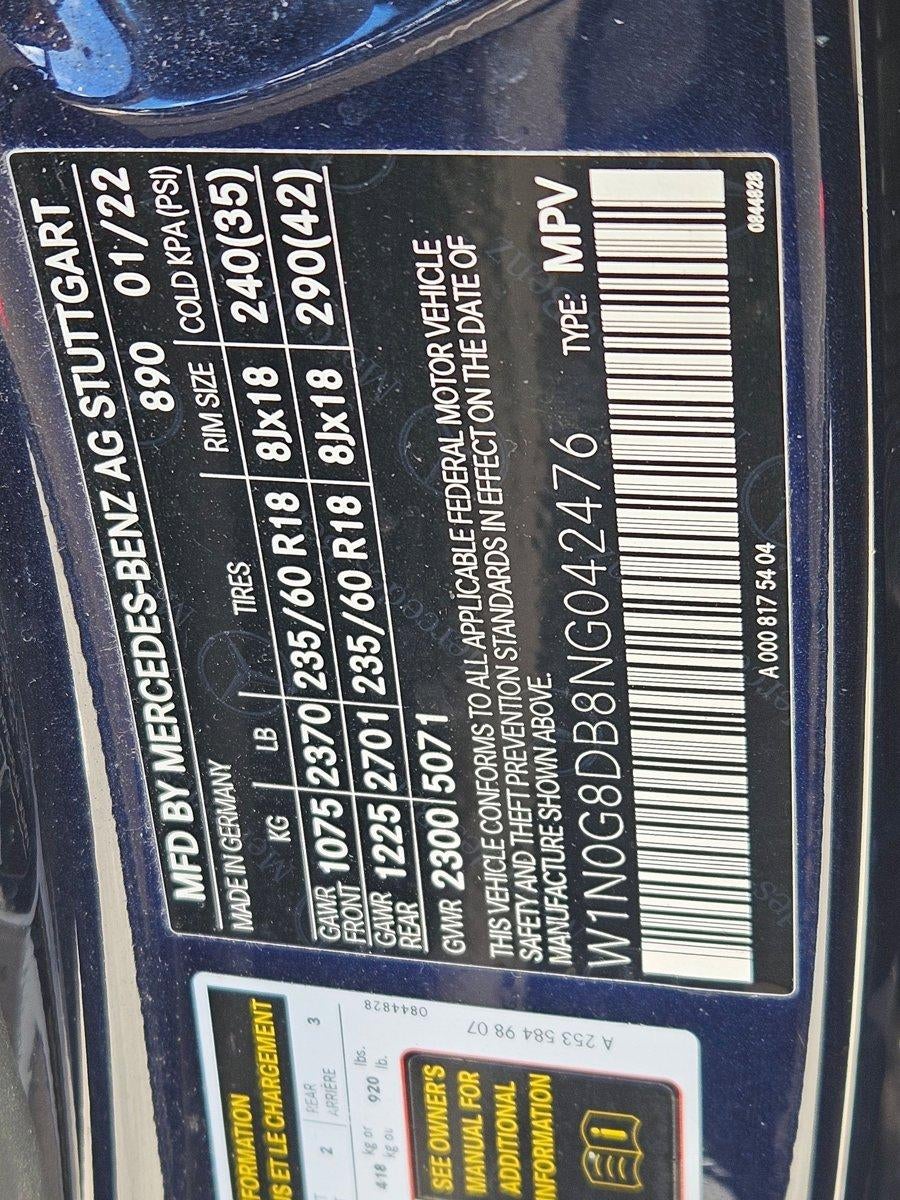 MFD BY MERCEDES-BENZ AG STUTTGART
MADE IN GERMANY 890 01/22
KG LB TIRES RIM SIZE COLD KPA(PSI)
GAWR FRONT 1075 2370 235/60 R18 8Jx18 240(35)
GAWR REAR 1225 2701 235/60 R18 8Jx18 290(42)
GVWR 2300 5071
THIS VEHICLE CONFORMS TO ALL APPLICABLE FEDERAL MOTOR VEHICLE
SAFETY AND THEFT PREVENTION STANDARDS IN EFFECT ON THE DATE OF
MANUFACTURE SHOWN ABOVE.
W1N0G8DB8NG042476 TYPE: MPV
A 000 817 54 04 0844828
LE CHARGEMENT
2 REAR 3
ARRIÈRE
418 kg or 920 lbs.
kg ou lb.
0844828
A 253 584 98 07
SEE OWNER'S
MANUAL FOR
ADDITIONAL
INFORMATION